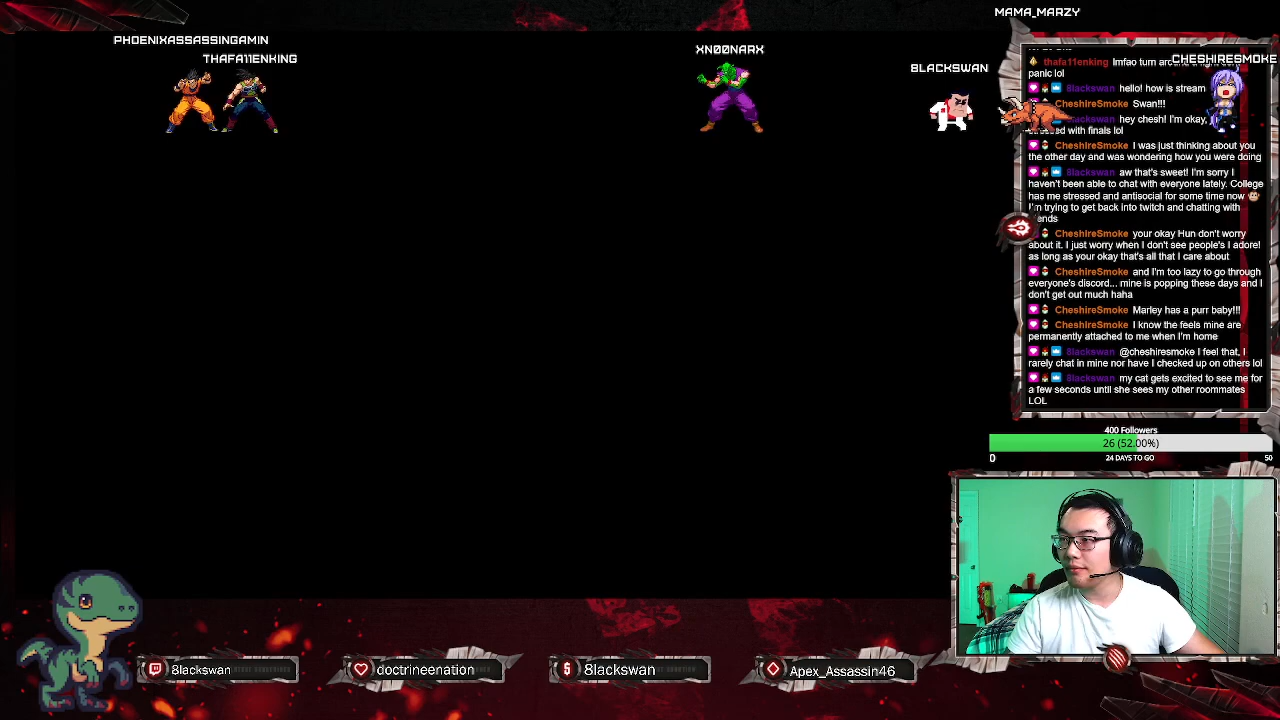 MAMA_MARZY
PHOENIXASSASSINGAMIN
THAFA11ENKING
XN00NARX
BLACKSWAN
CHESHIRESMOKE
thafa11enking lmfao turn
panic lol
8lackswan hello! how is stream
CheshireSmoke Swan!!!
8lackswan hey chesh! I'm okay,
stressed with finals lol
CheshireSmoke I was just thinking about you
the other day and was wondering how you were doing
8lackswan aw that's sweet! I'm sorry I
haven't been able to chat with everyone lately. College
has me stressed and antisocial for some time now
I'm trying to get back into twitch and chatting with
friends
CheshireSmoke your okay Hun don't worry
about it. I just worry when I don't see people's I adore!
as long as your okay that's all that I care about
CheshireSmoke and I'm too lazy to go through
everyone's discord... mine is popping these days and I
don't get out much haha
CheshireSmoke Marley has a purr baby!!!
CheshireSmoke I know the feels mine are
permanently attached to me when I'm home
8lackswan @cheshiresmoke I feel that, I
rarely chat in mine nor have I checked up on others lol
8lackswan my cat gets excited to see me for
a few seconds until she sees my other roommates
LOL
400 Followers
26 (52.00%)
0 24 DAYS TO GO 50
8lackswan doctrineenation 8lackswan Apex_Assassin46